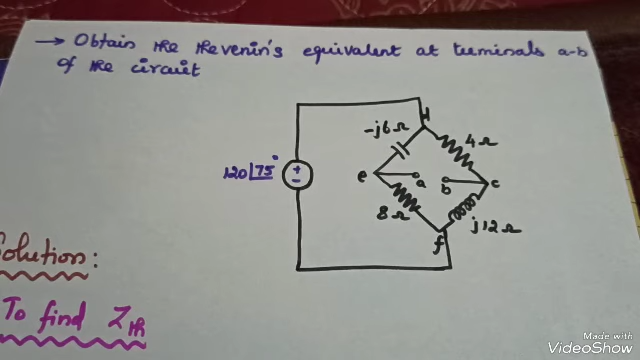 → Obtain the thevenin's equivalent at terminals a-b
of the circuit
d
-j6Ω
4Ω
120∠75°
+
-
e
a
b
c
8Ω
j12Ω
f
Solution:
To find Zth
Made with
VideoShow